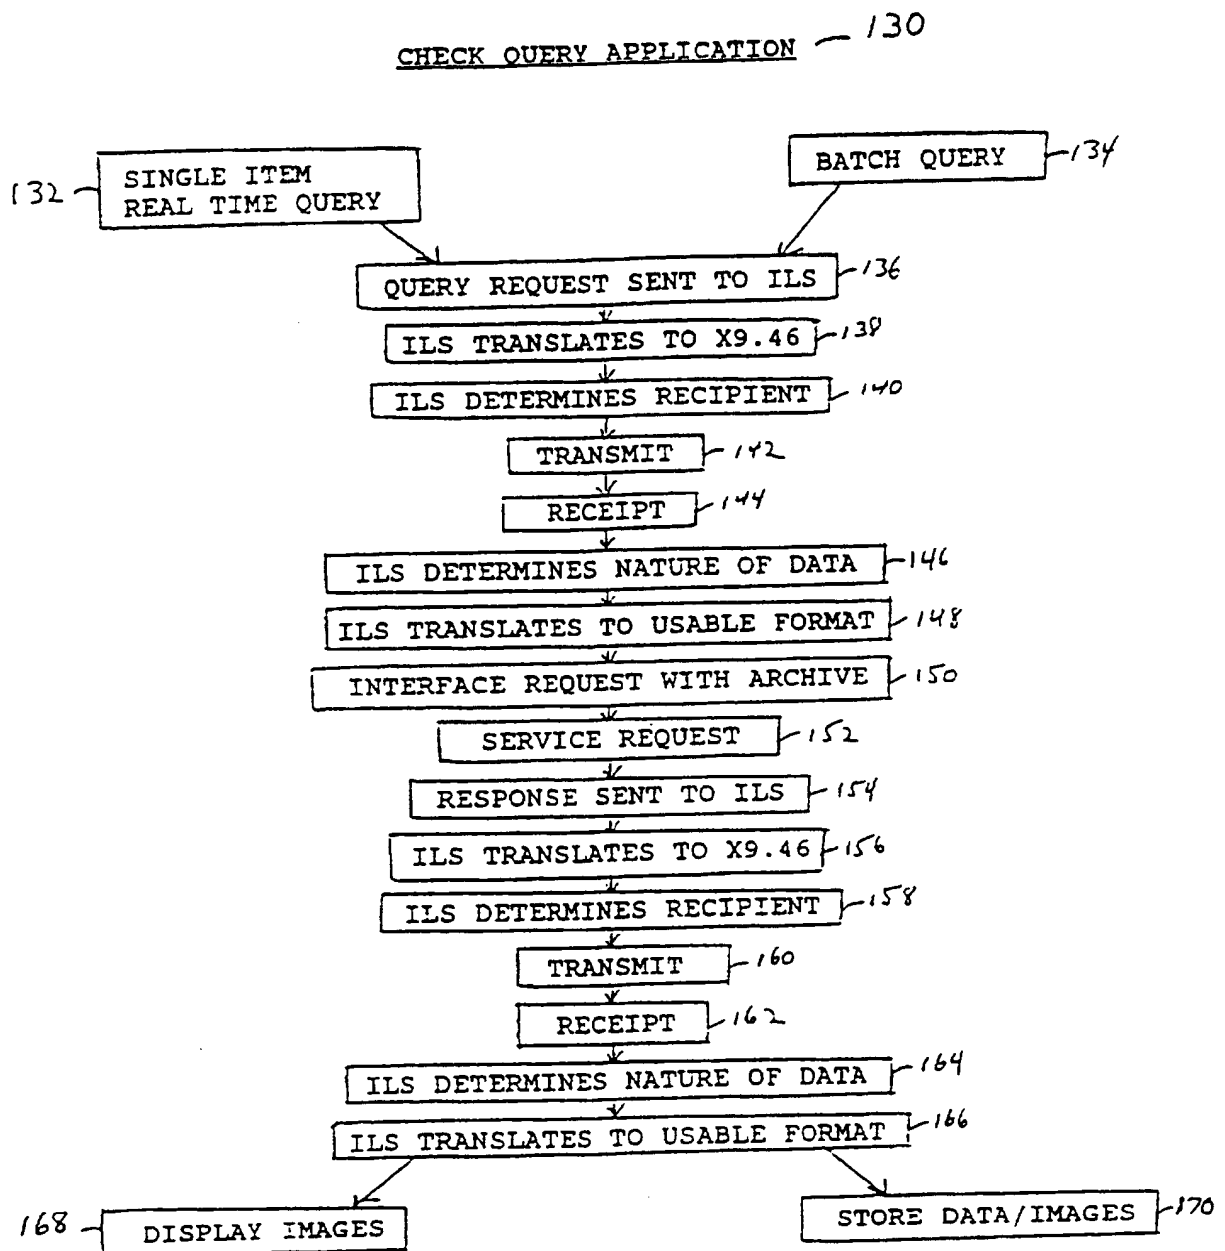 CHECK QUERY APPLICATION 130
132 SINGLE ITEM
REAL TIME QUERY
BATCH QUERY 134
QUERY REQUEST SENT TO ILS 136
ILS TRANSLATES TO X9.46 138
ILS DETERMINES RECIPIENT 140
TRANSMIT 142
RECEIPT 144
ILS DETERMINES NATURE OF DATA 146
ILS TRANSLATES TO USABLE FORMAT 148
INTERFACE REQUEST WITH ARCHIVE 150
SERVICE REQUEST 152
RESPONSE SENT TO ILS 154
ILS TRANSLATES TO X9.46 156
ILS DETERMINES RECIPIENT 158
TRANSMIT 160
RECEIPT 162
ILS DETERMINES NATURE OF DATA 164
ILS TRANSLATES TO USABLE FORMAT 166
168 DISPLAY IMAGES
STORE DATA/IMAGES 170